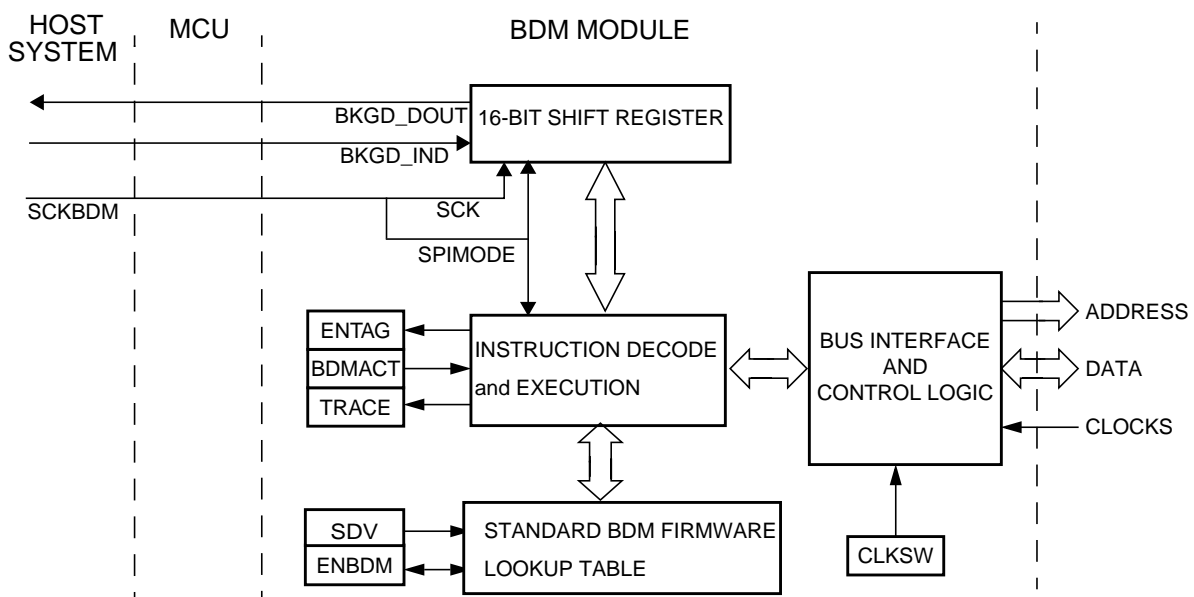 HOST
SYSTEM
MCU
BDM MODULE
BKGD_DOUT
16-BIT SHIFT REGISTER
BKGD_IND
SCKBDM
SCK
SPIMODE
ENTAG
BDMACT
TRACE
INSTRUCTION DECODE
and EXECUTION
BUS INTERFACE
AND
CONTROL LOGIC
ADDRESS
DATA
CLOCKS
SDV
ENBDM
STANDARD BDM FIRMWARE
LOOKUP TABLE
CLKSW